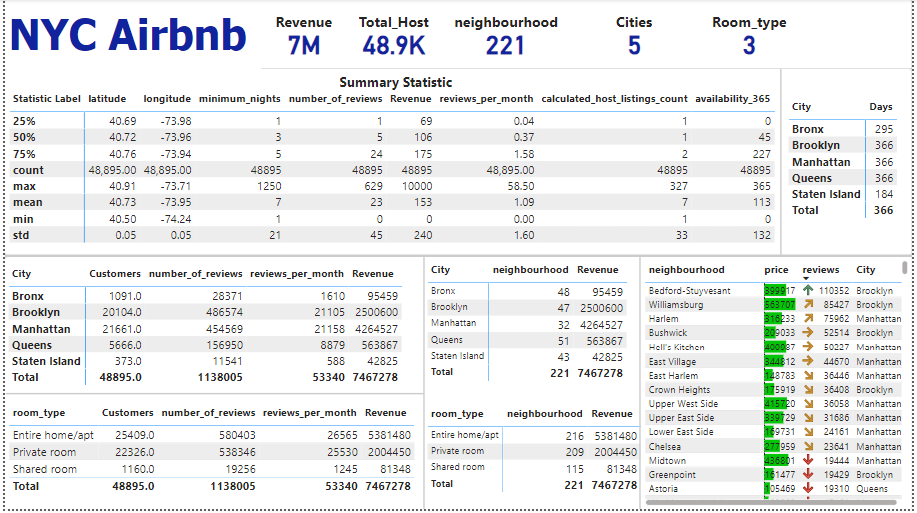 NYC Airbnb
Revenue Total_Host neighbourhood Cities Room_type
7M 48.9K 221 5 3
Summary Statistic
Statistic Label latitude longitude minimum_nights number_of_reviews Revenue reviews_per_month calculated_host_listings_count availability_365
25% 40.69 -73.98 1 1 69 0.04 1 0
50% 40.72 -73.96 3 5 106 0.37 1 45
75% 40.76 -73.94 5 24 175 1.58 2 227
count 48,895.00 48,895.00 48895 48895 48895 48,895.00 48895 48895
max 40.91 -73.71 1250 629 10000 58.50 327 365
mean 40.73 -73.95 7 23 153 1.09 7 113
min 40.50 -74.24 1 0 0 0.00 1 0
std 0.05 0.05 21 45 240 1.60 33 132
City Days
Bronx 295
Brooklyn 366
Manhattan 366
Queens 366
Staten Island 184
Total 366
City Customers number_of_reviews reviews_per_month Revenue
Bronx 1091.0 28371 1610 95459
Brooklyn 20104.0 486574 21105 2500600
Manhattan 21661.0 454569 21158 4264527
Queens 5666.0 156950 8879 563867
Staten Island 373.0 11541 588 42825
Total 48895.0 1138005 53340 7467278
City neighbourhood Revenue
Bronx 48 95459
Brooklyn 47 2500600
Manhattan 32 4264527
Queens 51 563867
Staten Island 43 42825
Total 221 7467278
neighbourhood price reviews City
Bedford-Stuyvesant 399917 110352 Brooklyn
Williamsburg 563707 85427 Brooklyn
Harlem 316233 75962 Manhattan
Bushwick 209033 52514 Brooklyn
Hell's Kitchen 400987 50227 Manhattan
East Village 344812 44670 Manhattan
East Harlem 148783 36446 Manhattan
Crown Heights 175919 36408 Brooklyn
Upper West Side 415720 36058 Manhattan
Upper East Side 339729 31686 Manhattan
Lower East Side 169731 24161 Manhattan
Chelsea 277959 23641 Manhattan
Midtown 436801 19444 Manhattan
Greenpoint 161477 19429 Brooklyn
Astoria 105469 19310 Queens
room_type Customers number_of_reviews reviews_per_month Revenue
Entire home/apt 25409.0 580403 26565 5381480
Private room 22326.0 538346 25530 2004450
Shared room 1160.0 19256 1245 81348
Total 48895.0 1138005 53340 7467278
room_type neighbourhood Revenue
Entire home/apt 216 5381480
Private room 209 2004450
Shared room 115 81348
Total 221 7467278